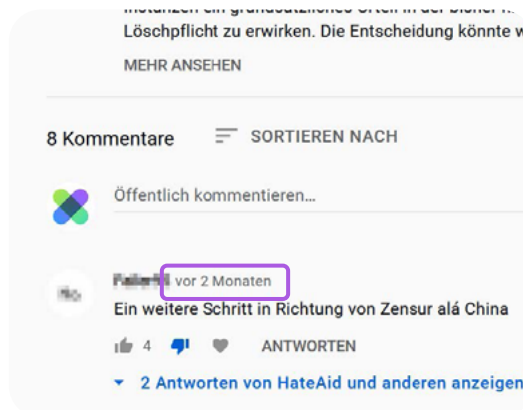 Löschpflicht zu erwirken. Die Entscheidung könnte w
MEHR ANSEHEN
8 Kommentare SORTIEREN NACH
Öffentlich kommentieren...
vor 2 Monaten
Ein weitere Schritt in Richtung von Zensur alá China
4 ANTWORTEN
2 Antworten von HateAid und anderen anzeigen